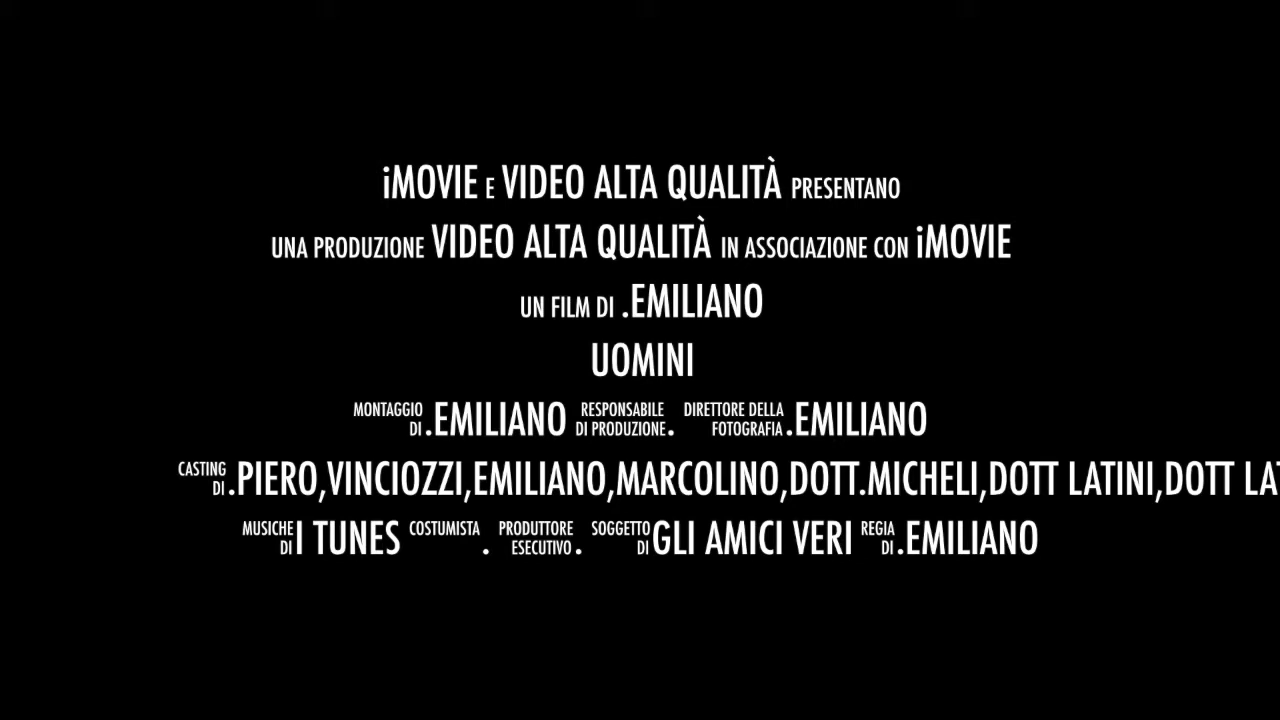 iMOVIE E VIDEO ALTA QUALITÀ PRESENTANO
UNA PRODUZIONE VIDEO ALTA QUALITÀ IN ASSOCIAZIONE CON iMOVIE
UN FILM DI .EMILIANO
UOMINI
MONTAGGIO DI .EMILIANO RESPONSABILE DI PRODUZIONE . DIRETTORE DELLA FOTOGRAFIA .EMILIANO
CASTING DI .PIERO,VINCIOZZI,EMILIANO,MARCOLINO,DOTT.MICHELI,DOTT LATINI,DOTT
MUSICHE DI I TUNES COSTUMISTA . PRODUTTORE ESECUTIVO . SOGGETTO DI GLI AMICI VERI REGIA DI .EMILIANO